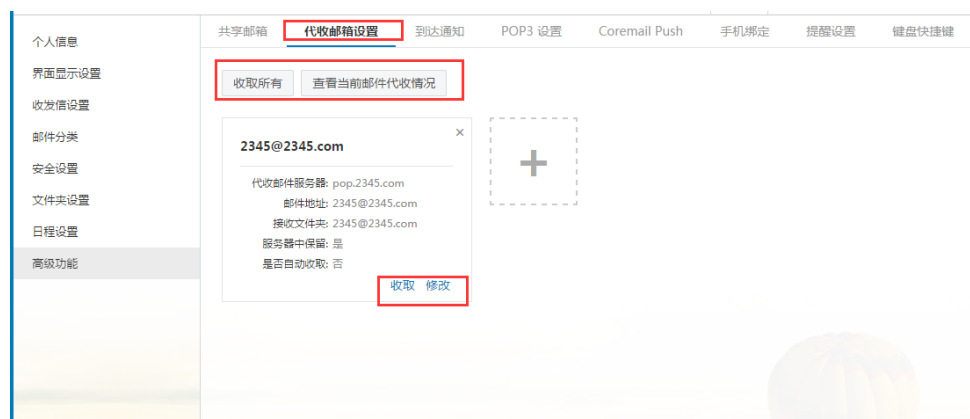 共享邮箱 代收邮箱设置 到达通知 POP3 设置 Coremail Push 手机绑定 提醒设置 键盘快捷键
个人信息
界面显示设置
收发信设置
邮件分类
安全设置
文件夹设置
日程设置
高级功能
收取所有 查看当前邮件代收情况
2345@2345.com ×
代收邮件服务器: pop.2345.com
邮件地址: 2345@2345.com
接收文件夹: 2345@2345.com
服务器中保留: 是
是否自动收取: 否
收取 修改
+